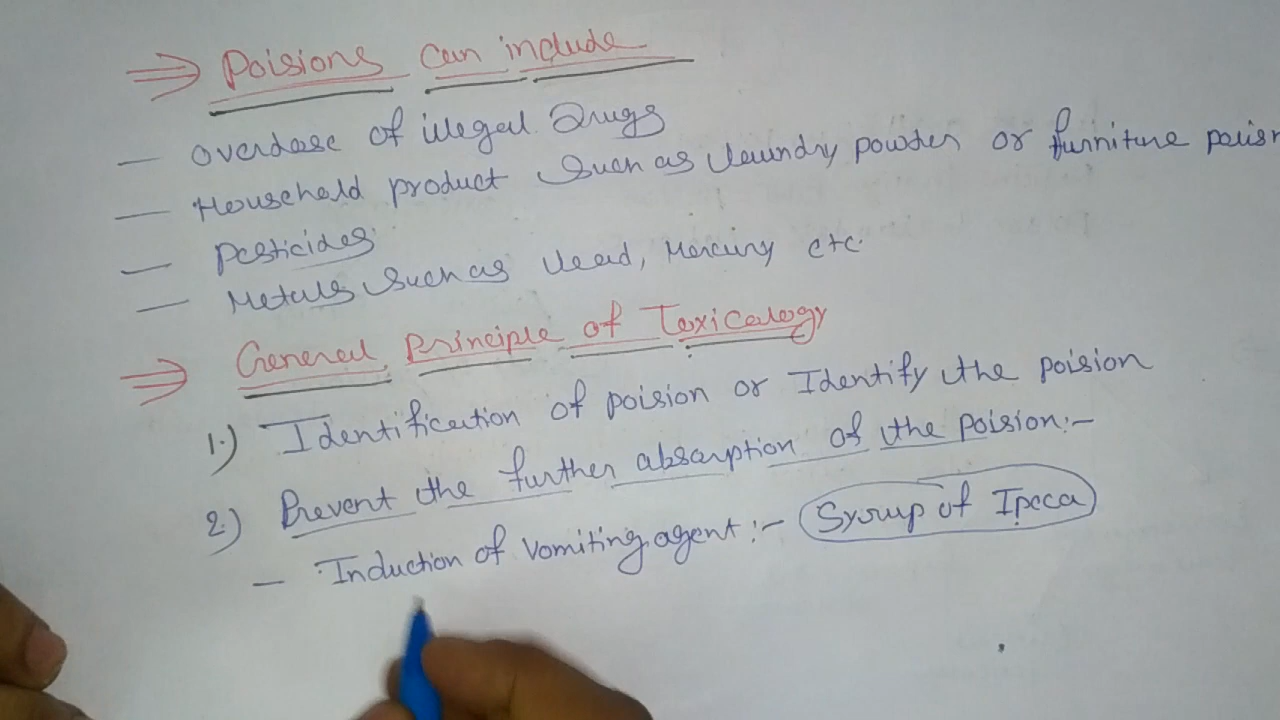 ⇒ Poisions can include
— overdose of illegal Drugs
— Household product such as laundry powder or furniture polish
— Pesticides
— Metals such as lead, Mercury etc.
⇒ General Principle of Toxicology
1.) Identification of poision or Identify the poision
2.) Prevent the further absorption of the poision:-
— Induction of vomiting agent:- Syrup of Ipeca